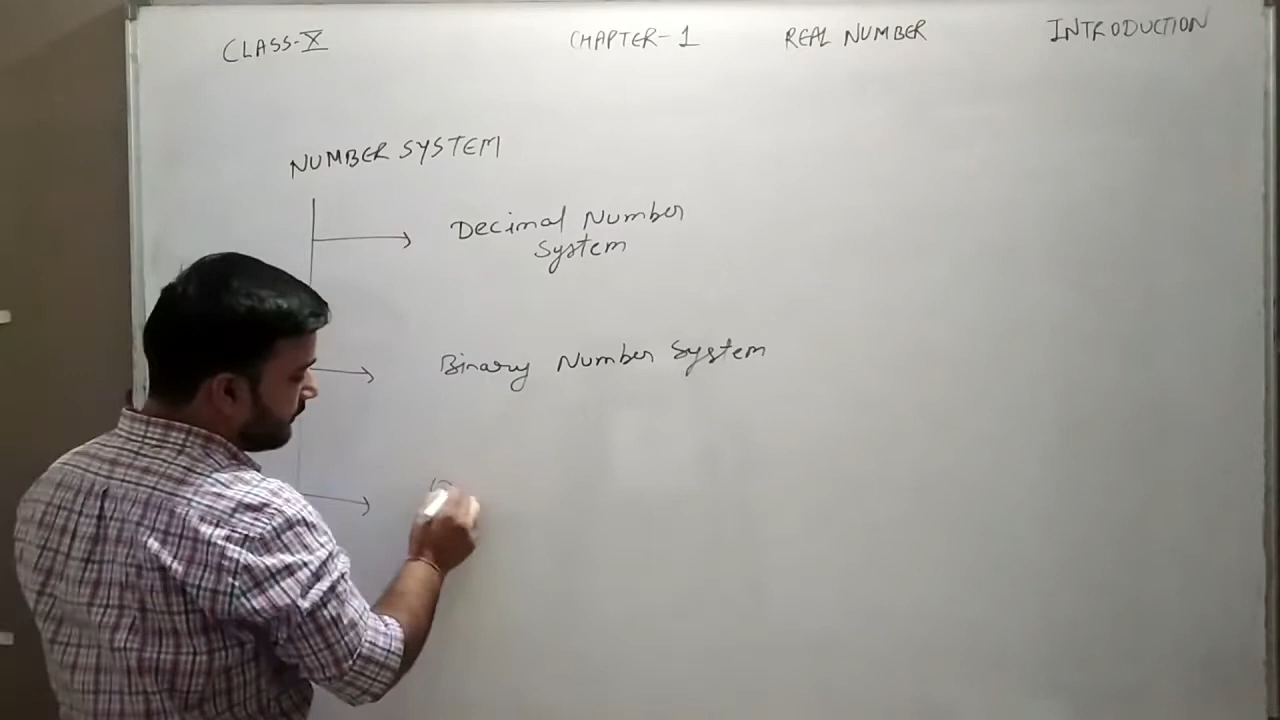 CLASS-X CHAPTER-1 REAL NUMBER INTRODUCTION
NUMBER SYSTEM
Decimal Number
System
Binary Number System